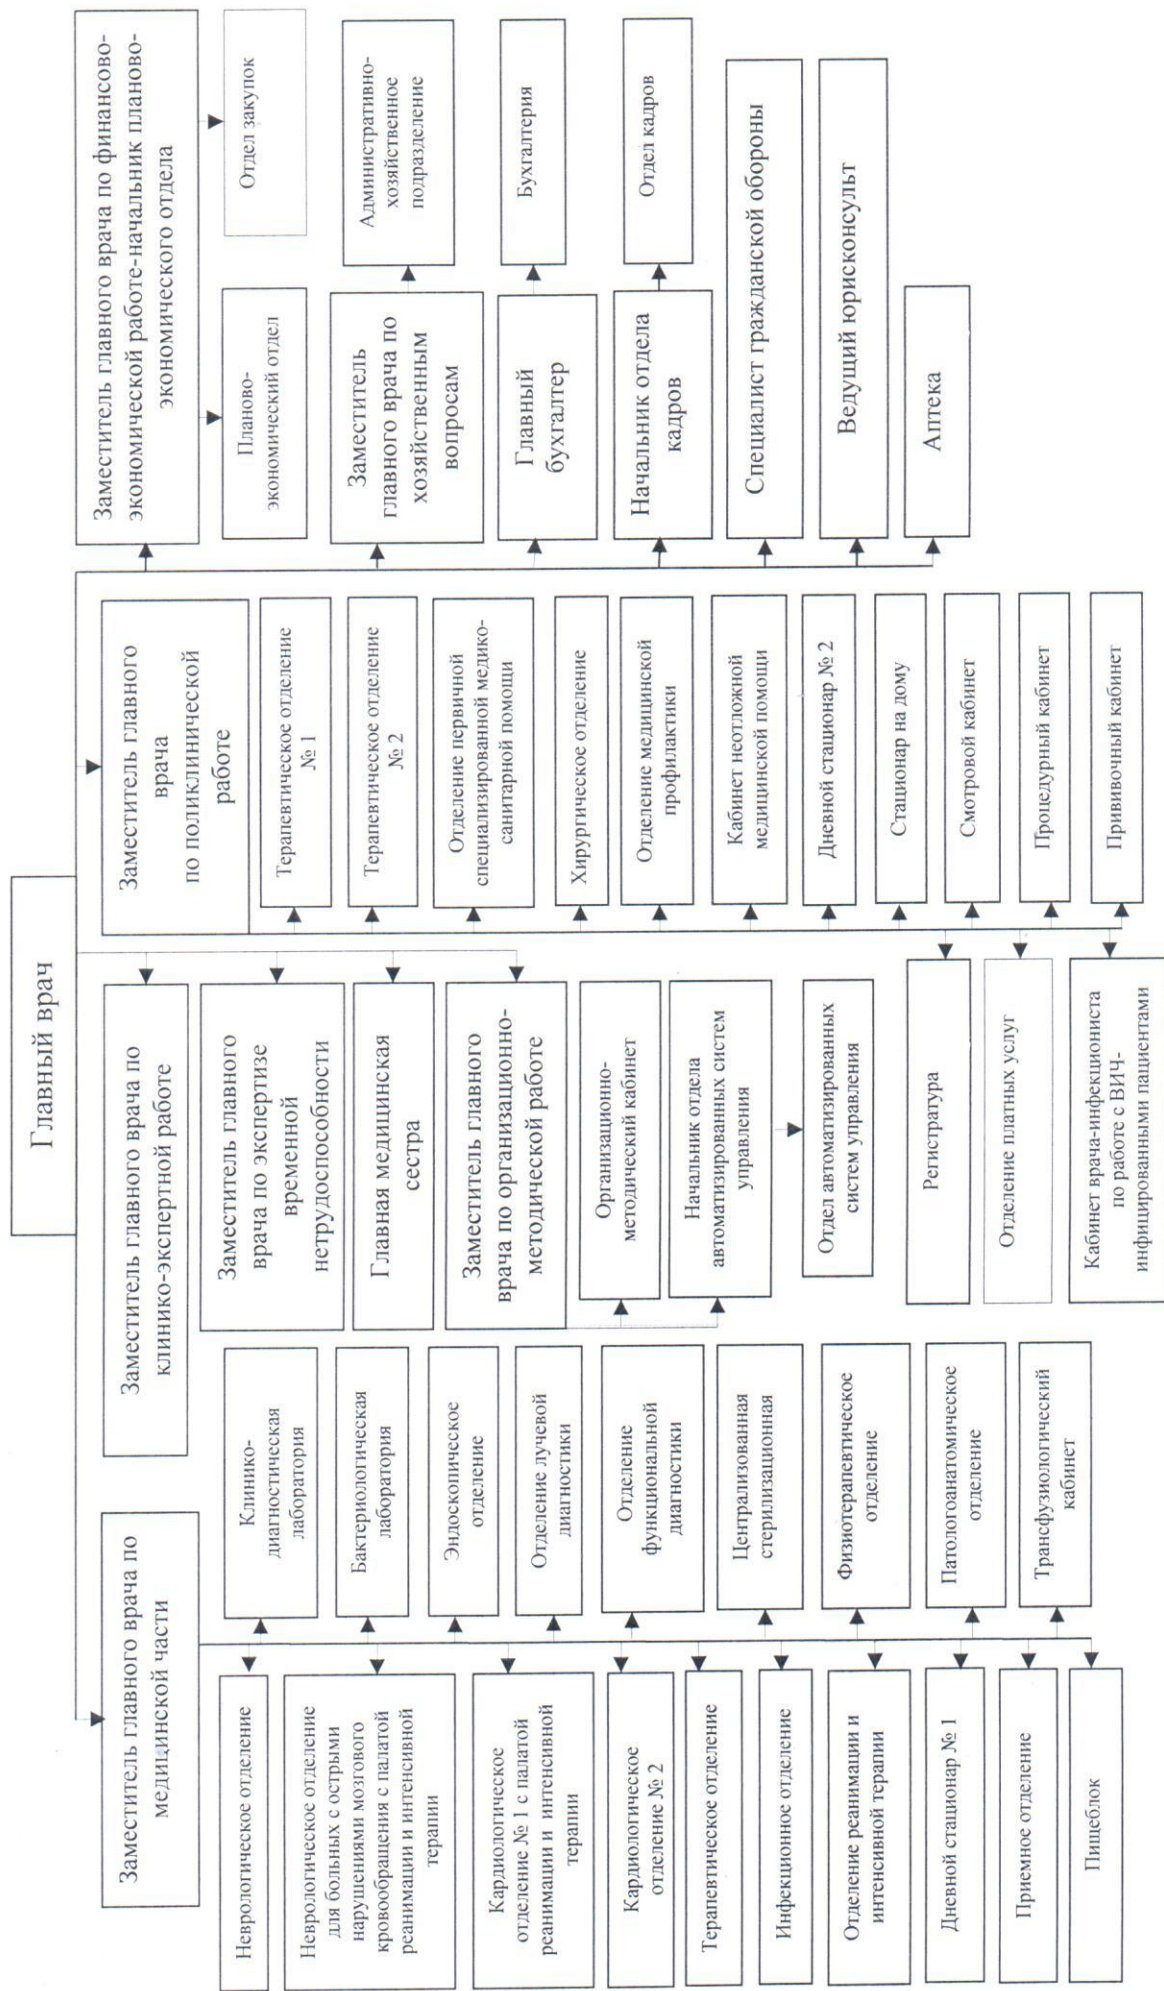 Главный врач
Заместитель главного врача по
медицинской части
Неврологическое отделение
Неврологическое отделение
для больных с острыми
нарушениями мозгового
кровообращения с палатой
реанимации и интенсивной
терапии
Кардиологическое
отделение № 1 с палатой
реанимации и интенсивной
терапии
Кардиологическое
отделение № 2
Терапевтическое отделение
Инфекционное отделение
Отделение реанимации и
интенсивной терапии
Дневной стационар № 1
Приемное отделение
Пищеблок
Клинико-
диагностическая
лаборатория
Бактериологическая
лаборатория
Эндоскопическое
отделение
Отделение лучевой
диагностики
Отделение
функциональной
диагностики
Централизованная
стерилизационная
Физиотерапевтическое
отделение
Патологоанатомическое
отделение
Трансфузиологический
кабинет
Заместитель главного врача по
клинико-экспертной работе
Заместитель главного
врача по экспертизе
временной
нетрудоспособности
Главная медицинская
сестра
Заместитель главного
врача по организационно-
методической работе
Организационно-
методический кабинет
Начальник отдела
автоматизированных систем
управления
Отдел автоматизированных
систем управления
Регистратура
Отделение платных услуг
Кабинет врача-инфекциониста
по работе с ВИЧ-
инфицированными пациентами
Заместитель главного
врача
по поликлинической
работе
Терапевтическое отделение
№ 1
Терапевтическое отделение
№ 2
Отделение первичной
специализированной медико-
санитарной помощи
Хирургическое отделение
Отделение медицинской
профилактики
Кабинет неотложной
медицинской помощи
Дневной стационар № 2
Стационар на дому
Смотровой кабинет
Процедурный кабинет
Прививочный кабинет
Заместитель главного врача по финансово-
экономической работе-начальник планово-
экономического отдела
Планово-
экономический отдел
Отдел закупок
Заместитель
главного врача по
хозяйственным
вопросам
Административно-
хозяйственное
подразделение
Главный
бухгалтер
Бухгалтерия
Начальник отдела
кадров
Отдел кадров
Специалист гражданской обороны
Ведущий юрисконсульт
Аптека